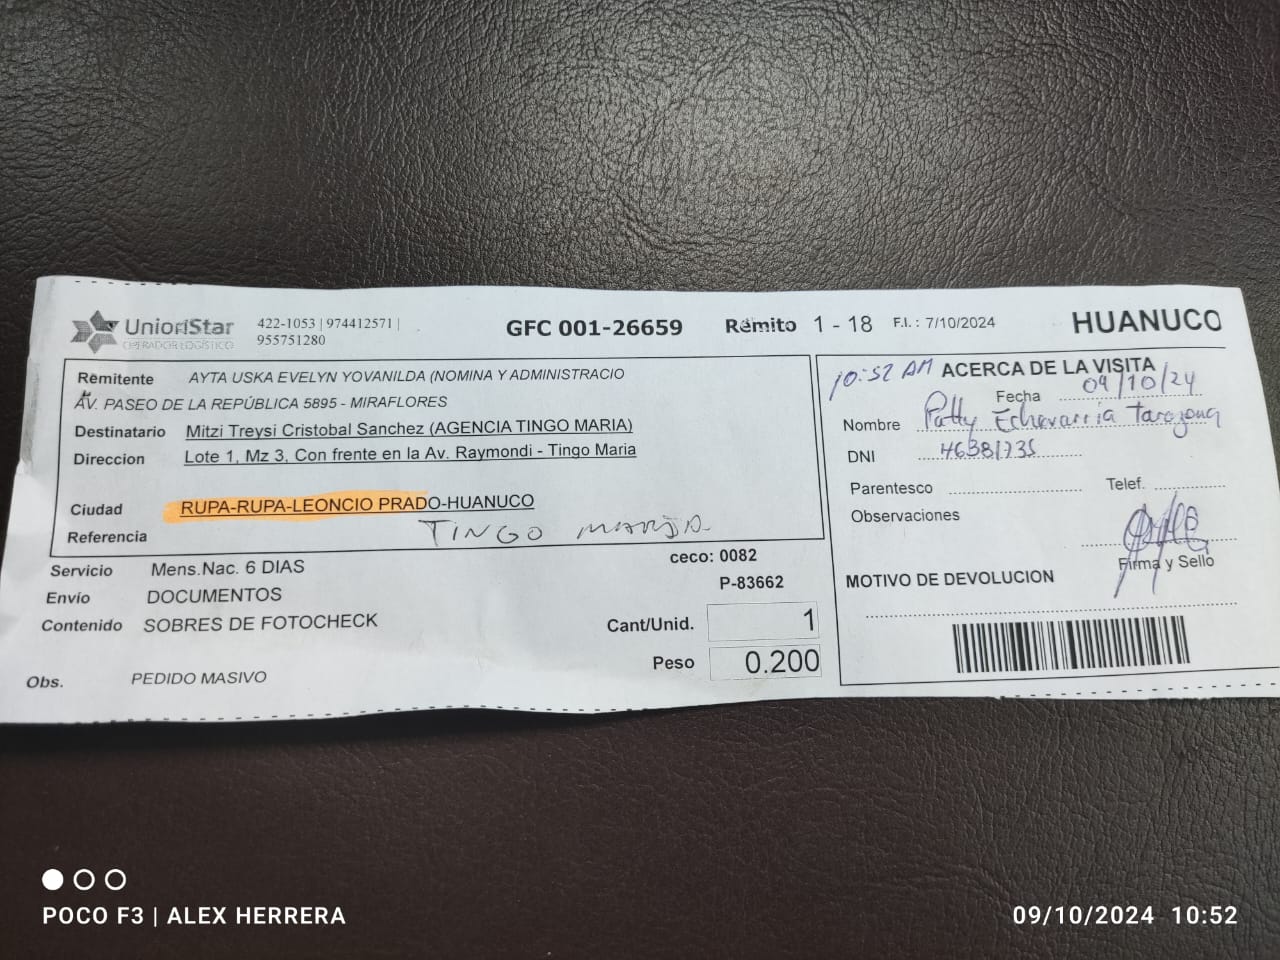 UnionStar
OPERADOR LOGÍSTICO
422-1053 | 974412571 |
955751280
GFC 001-26659
Remito 1 - 18
F.I. : 7/10/2024
HUANUCO
Remitente AYTA USKA EVELYN YOVANILDA (NOMINA Y ADMINISTRACIO
AV. PASEO DE LA REPÚBLICA 5895 - MIRAFLORES
Destinatario Mitzi Treysi Cristobal Sanchez (AGENCIA TINGO MARIA)
Direccion Lote 1, Mz 3, Con frente en la Av. Raymondi - Tingo Maria
Ciudad RUPA-RUPA-LEONCIO PRADO-HUANUCO
Referencia TINGO MARIA
Servicio Mens.Nac. 6 DIAS
Envío DOCUMENTOS
Contenido SOBRES DE FOTOCHECK
Obs. PEDIDO MASIVO
ceco: 0082
P-83662
Cant/Unid. 1
Peso 0.200
10:52 AM ACERCA DE LA VISITA
Fecha 09/10/24
Nombre Patty Echevarria Tarazona
DNI 46381735
Parentesco Telef.
Observaciones
Firma y Sello
MOTIVO DE DEVOLUCION
POCO F3 | ALEX HERRERA
09/10/2024 10:52